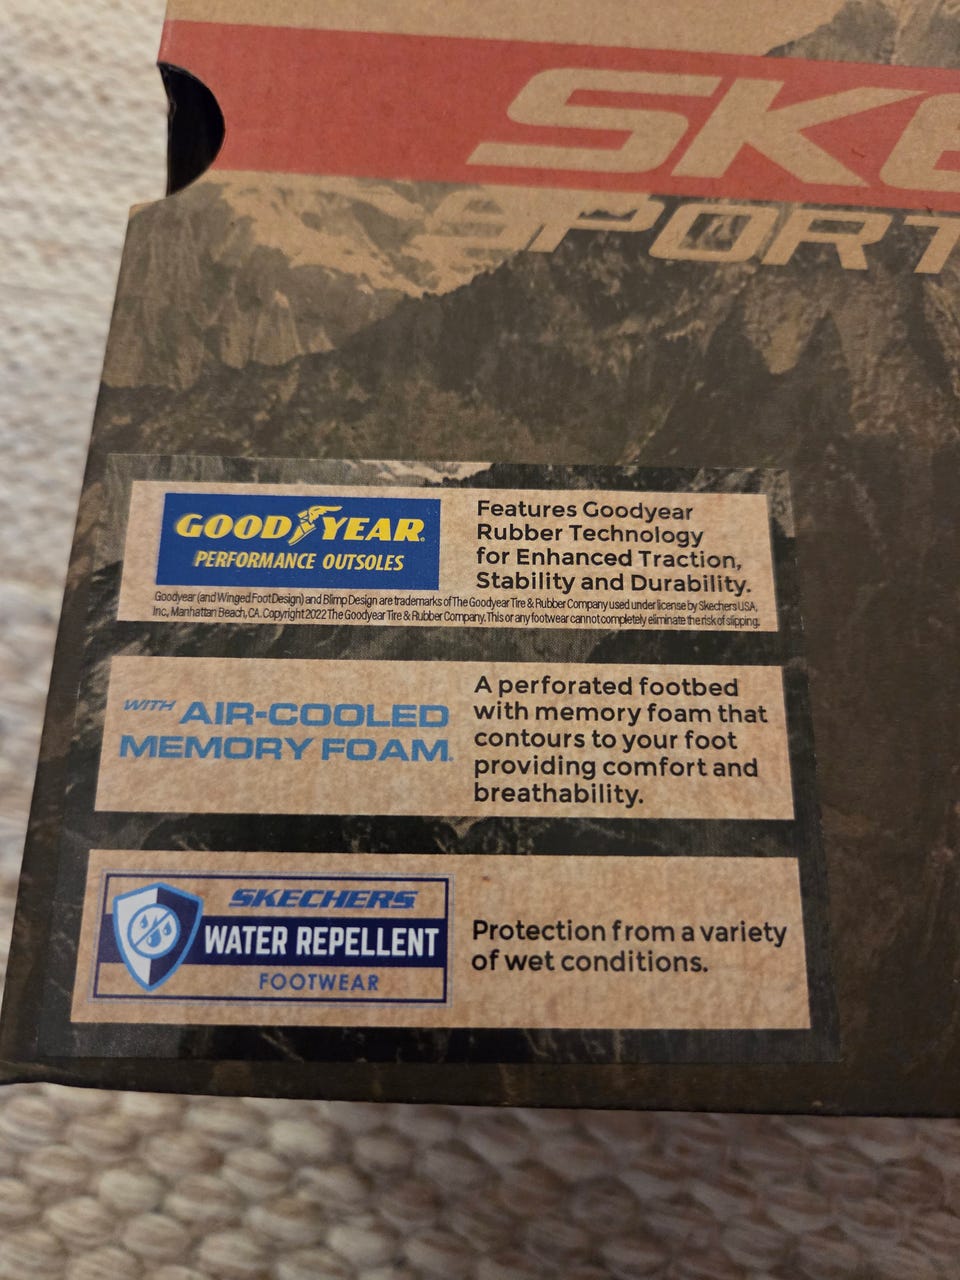 SKE
SPORT
GOODYEAR
PERFORMANCE OUTSOLES
Features Goodyear
Rubber Technology
for Enhanced Traction,
Stability and Durability.
Goodyear (and Winged Foot Design) and Blimp Design are trademarks of The Goodyear Tire & Rubber Company used under license by Skechers USA,
Inc, Manhattan Beach, CA. Copyright 2022 The Goodyear Tire & Rubber Company. This or any footwear cannot completely eliminate the risk of slipping.
WITH AIR-COOLED
MEMORY FOAM
A perforated footbed
with memory foam that
contours to your foot
providing comfort and
breathability.
SKECHERS
WATER REPELLENT
FOOTWEAR
Protection from a variety
of wet conditions.